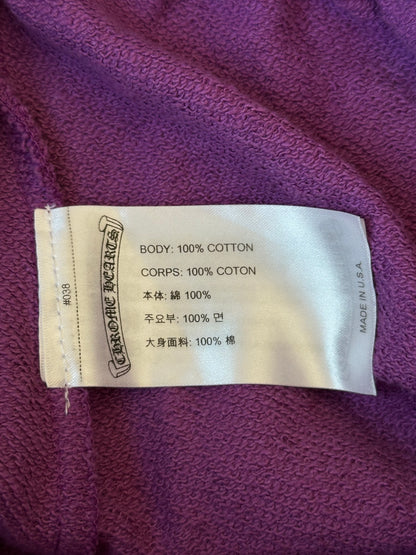 #038
CHROME HEARTS
BODY: 100% COTTON
CORPS: 100% COTON
本体: 綿 100%
주요부: 100% 면
大身面料: 100% 棉
MADE IN U.S.A.